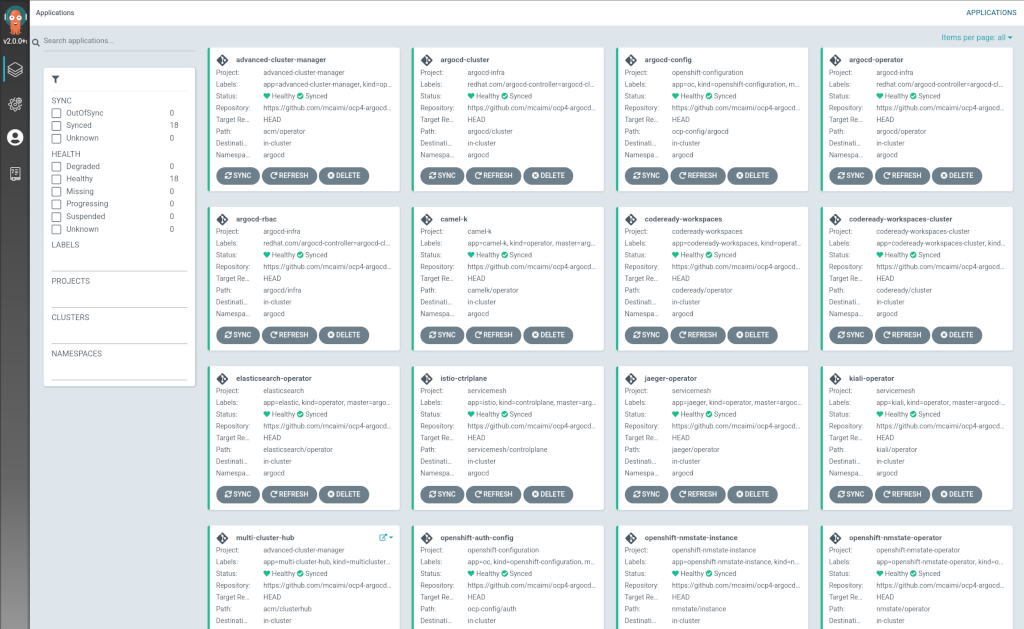 Applications
APPLICATIONS
v2.0.0+
Search applications...
Items per page: all
SYNC
OutOfSync 0
Synced 18
Unknown 0
HEALTH
Degraded 0
Healthy 18
Missing 0
Progressing 0
Suspended 0
Unknown 0
LABELS
PROJECTS
CLUSTERS
NAMESPACES
advanced-cluster-manager
Project: advanced-cluster-manager
Labels: app=advanced-cluster-manager, kind=op...
Status: Healthy Synced
Repository: https://github.com/mcaimi/ocp4-argocd...
Target Re... HEAD
Path: acm/operator
Destinati... in-cluster
Namespa... argocd
SYNC REFRESH DELETE
argocd-cluster
Project: argocd-infra
Labels: redhat.com/argocd-controller=argocd-cl...
Status: Healthy Synced
Repository: https://github.com/mcaimi/ocp4-argocd...
Target Re... HEAD
Path: argocd/cluster
Destinati... in-cluster
Namespa... argocd
SYNC REFRESH DELETE
argocd-config
Project: openshift-configuration
Labels: app=oc, kind=openshift-configuration, m...
Status: Healthy Synced
Repository: https://github.com/mcaimi/ocp4-argocd...
Target Re... HEAD
Path: ocp-config/argocd
Destinati... in-cluster
Namespa... argocd
SYNC REFRESH DELETE
argocd-operator
Project: argocd-infra
Labels: redhat.com/argocd-controller=argocd-cl...
Status: Healthy Synced
Repository: https://github.com/mcaimi/ocp4-argocd...
Target Re... HEAD
Path: argocd/operator
Destinati... in-cluster
Namespa... argocd
SYNC REFRESH DELETE
argocd-rbac
Project: argocd-infra
Labels: redhat.com/argocd-controller=argocd-cl...
Status: Healthy Synced
Repository: https://github.com/mcaimi/ocp4-argocd...
Target Re... HEAD
Path: argocd/infra
Destinati... in-cluster
Namespa... argocd
SYNC REFRESH DELETE
camel-k
Project: camel-k
Labels: app=camel-k, kind=operator, master=arg...
Status: Healthy Synced
Repository: https://github.com/mcaimi/ocp4-argocd...
Target Re... HEAD
Path: camelk/operator
Destinati... in-cluster
Namespa... argocd
SYNC REFRESH DELETE
codeready-workspaces
Project: codeready-workspaces
Labels: app=codeready-workspaces, kind=operat...
Status: Healthy Synced
Repository: https://github.com/mcaimi/ocp4-argocd...
Target Re... HEAD
Path: codeready/operator
Destinati... in-cluster
Namespa... argocd
SYNC REFRESH DELETE
codeready-workspaces-cluster
Project: codeready-workspaces-cluster
Labels: app=codeready-workspaces-cluster, kind...
Status: Healthy Synced
Repository: https://github.com/mcaimi/ocp4-argocd...
Target Re... HEAD
Path: codeready/cluster
Destinati... in-cluster
Namespa... argocd
SYNC REFRESH DELETE
elasticsearch-operator
Project: elasticsearch
Labels: app=elastic, kind=operator, master=argo...
Status: Healthy Synced
Repository: https://github.com/mcaimi/ocp4-argocd...
Target Re... HEAD
Path: elasticsearch/operator
Destinati... in-cluster
Namespa... argocd
SYNC REFRESH DELETE
istio-ctrlplane
Project: servicemesh
Labels: app=istio, kind=controlplane, master=arg...
Status: Healthy Synced
Repository: https://github.com/mcaimi/ocp4-argocd...
Target Re... HEAD
Path: servicemesh/controlplane
Destinati... in-cluster
Namespa... argocd
SYNC REFRESH DELETE
jaeger-operator
Project: servicemesh
Labels: app=jaeger, kind=operator, master=argoc...
Status: Healthy Synced
Repository: https://github.com/mcaimi/ocp4-argocd...
Target Re... HEAD
Path: jaeger/operator
Destinati... in-cluster
Namespa... argocd
SYNC REFRESH DELETE
kiali-operator
Project: servicemesh
Labels: app=kiali, kind=operator, master=argocd-...
Status: Healthy Synced
Repository: https://github.com/mcaimi/ocp4-argocd...
Target Re... HEAD
Path: kiali/operator
Destinati... in-cluster
Namespa... argocd
SYNC REFRESH DELETE
multi-cluster-hub
Project: advanced-cluster-manager
Labels: app=multi-cluster-hub, kind=multicluster...
Status: Healthy Synced
Repository: https://github.com/mcaimi/ocp4-argocd...
Target Re... HEAD
Path: acm/clusterhub
Destinati... in-cluster
openshift-auth-config
Project: openshift-configuration
Labels: app=oc, kind=openshift-configuration, m...
Status: Healthy Synced
Repository: https://github.com/mcaimi/ocp4-argocd...
Target Re... HEAD
Path: ocp-config/auth
Destinati... in-cluster
openshift-nmstate-instance
Project: openshift-nmstate-instance
Labels: app=openshift-nmstate-instance, kind=n...
Status: Healthy Synced
Repository: https://github.com/mcaimi/ocp4-argocd...
Target Re... HEAD
Path: nmstate/instance
Destinati... in-cluster
openshift-nmstate-operator
Project: openshift-nmstate-operator
Labels: app=openshift-nmstate-operator, kind=o...
Status: Healthy Synced
Repository: https://github.com/mcaimi/ocp4-argocd...
Target Re... HEAD
Path: nmstate/operator
Destinati... in-cluster